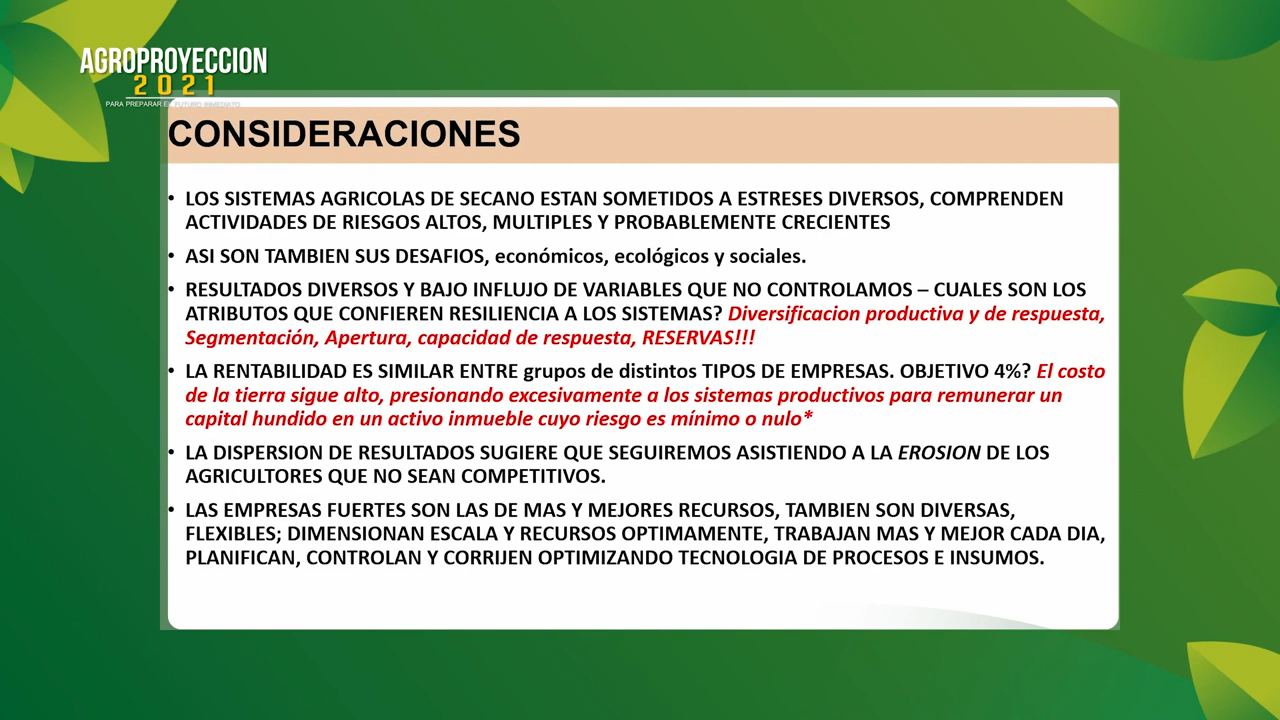 AGROPROYECCION
2021
PARA PREPARAR EL FUTURO INMEDIATO
CONSIDERACIONES
• LOS SISTEMAS AGRICOLAS DE SECANO ESTAN SOMETIDOS A ESTRESES DIVERSOS, COMPRENDEN
ACTIVIDADES DE RIESGOS ALTOS, MULTIPLES Y PROBABLEMENTE CRECIENTES
• ASI SON TAMBIEN SUS DESAFIOS, económicos, ecológicos y sociales.
• RESULTADOS DIVERSOS Y BAJO INFLUJO DE VARIABLES QUE NO CONTROLAMOS – CUALES SON LOS
ATRIBUTOS QUE CONFIEREN RESILIENCIA A LOS SISTEMAS? Diversificacion productiva y de respuesta,
Segmentación, Apertura, capacidad de respuesta, RESERVAS!!!
• LA RENTABILIDAD ES SIMILAR ENTRE grupos de distintos TIPOS DE EMPRESAS. OBJETIVO 4%? El costo
de la tierra sigue alto, presionando excesivamente a los sistemas productivos para remunerar un
capital hundido en un activo inmueble cuyo riesgo es mínimo o nulo*
• LA DISPERSION DE RESULTADOS SUGIERE QUE SEGUIREMOS ASISTIENDO A LA EROSION DE LOS
AGRICULTORES QUE NO SEAN COMPETITIVOS.
• LAS EMPRESAS FUERTES SON LAS DE MAS Y MEJORES RECURSOS, TAMBIEN SON DIVERSAS,
FLEXIBLES; DIMENSIONAN ESCALA Y RECURSOS OPTIMAMENTE, TRABAJAN MAS Y MEJOR CADA DIA,
PLANIFICAN, CONTROLAN Y CORRIJEN OPTIMIZANDO TECNOLOGIA DE PROCESOS E INSUMOS.